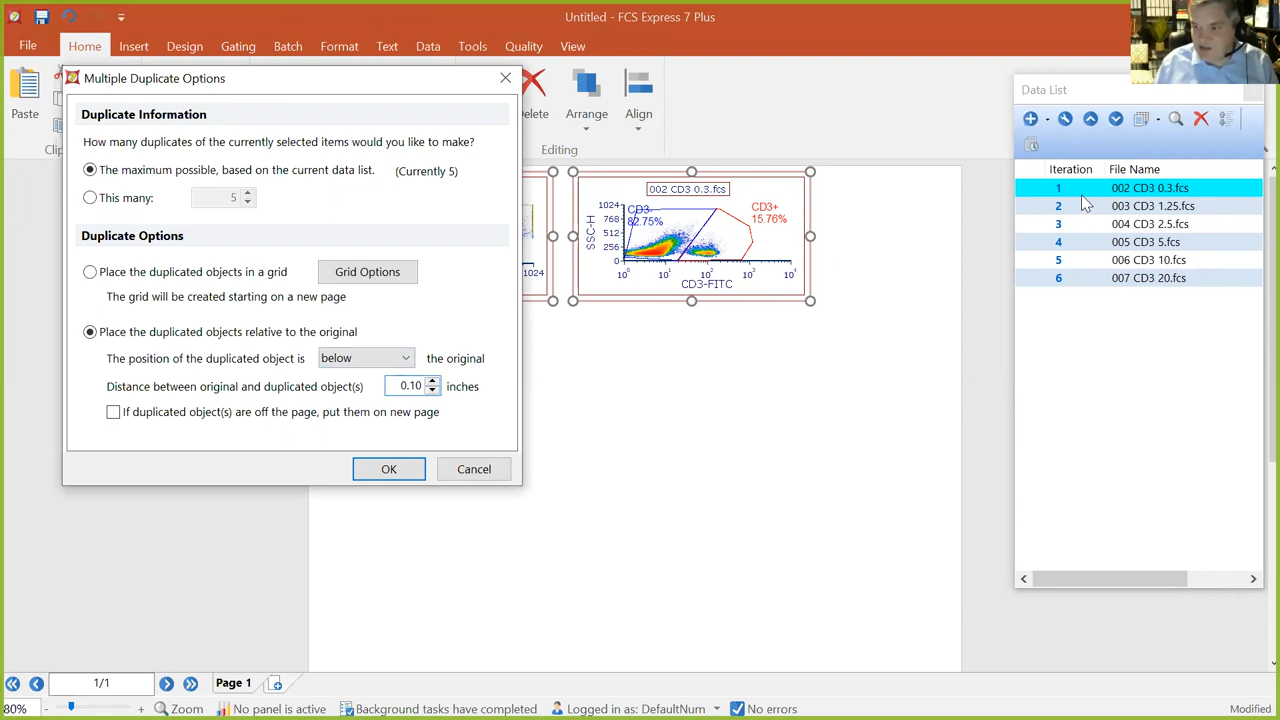 Untitled - FCS Express 7 Plus
File Home Insert Design Gating Batch Format Text Data Tools Quality View
Paste
Delete
Arrange
Align
Editing
Multiple Duplicate Options
Duplicate Information
How many duplicates of the currently selected items would you like to make?
The maximum possible, based on the current data list. (Currently 5)
This many: 5
Duplicate Options
Place the duplicated objects in a grid Grid Options
The grid will be created starting on a new page
Place the duplicated objects relative to the original
The position of the duplicated object is below the original
Distance between original and duplicated object(s) 0.10 inches
If duplicated object(s) are off the page, put them on new page
OK Cancel
1024
002 CD3 0.3.fcs
SSC-H
1024
768
512
256
0
CD3-
82.75%
CD3+
15.76%
10⁰ 10¹ 10² 10³ 10⁴
CD3-FITC
Data List
Iteration File Name
1 002 CD3 0.3.fcs
2 003 CD3 1.25.fcs
3 004 CD3 2.5.fcs
4 005 CD3 5.fcs
5 006 CD3 10.fcs
6 007 CD3 20.fcs
1/1 Page 1
80% - + Zoom No panel is active Background tasks have completed Logged in as: DefaultNum No errors Modified